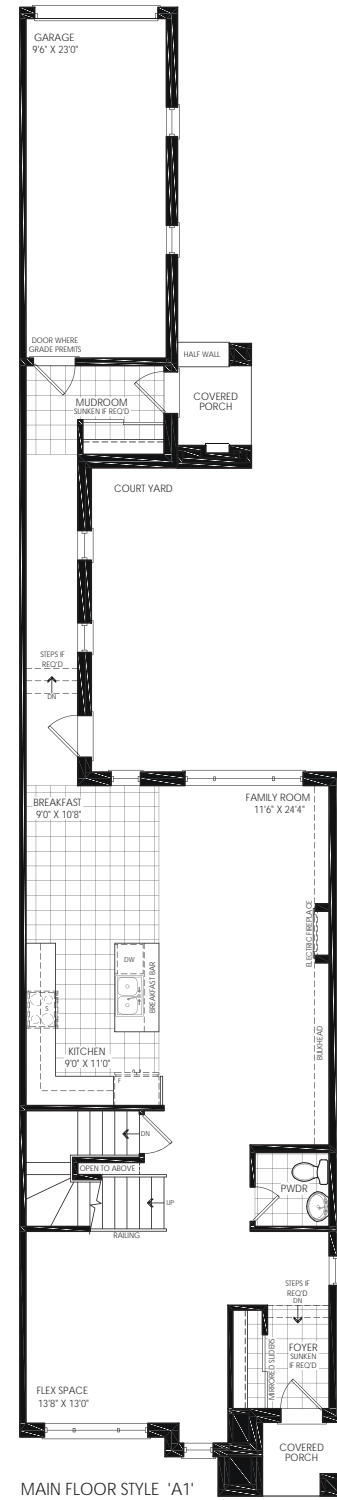 GARAGE
9'6" X 23'0"
DOOR WHERE
GRADE PREMITS
HALF WALL
MUDROOM
SUNKEN IF REQ'D
COVERED
PORCH
COURT YARD
STEPS IF
REQ'D
DN
BREAKFAST
9'0" X 10'8"
FAMILY ROOM
11'6" X 24'4"
ELECTRIC FIREPLACE
DW
BREAKFAST BAR
S
BULKHEAD
KITCHEN
9'0" X 11'0"
F
DN
OPEN TO ABOVE
UP
RAILING
PWDR
STEPS IF
REQ'D
DN
MIRRORED SLIDERS
FOYER
SUNKEN
IF REQ'D
FLEX SPACE
13'8" X 13'0"
COVERED
PORCH
MAIN FLOOR STYLE 'A1'